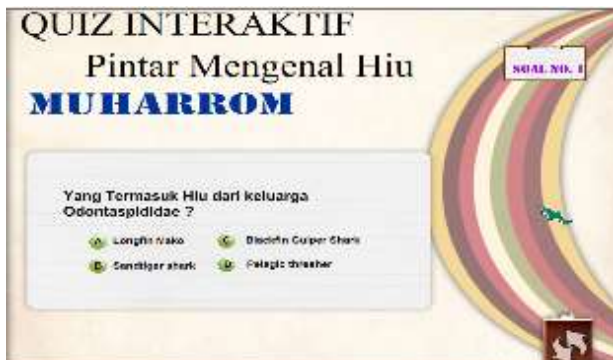 QUIZ INTERAKTIF
Pintar Mengenal Hiu
MUHARROM
SOAL NO. 1
Yang Termasuk Hiu dari keluarga
Odontaspididae ?
A. Longfin Mako
C. Blackfin Gulper Shark
B. Sandtiger shark
D. Pelagic thresher